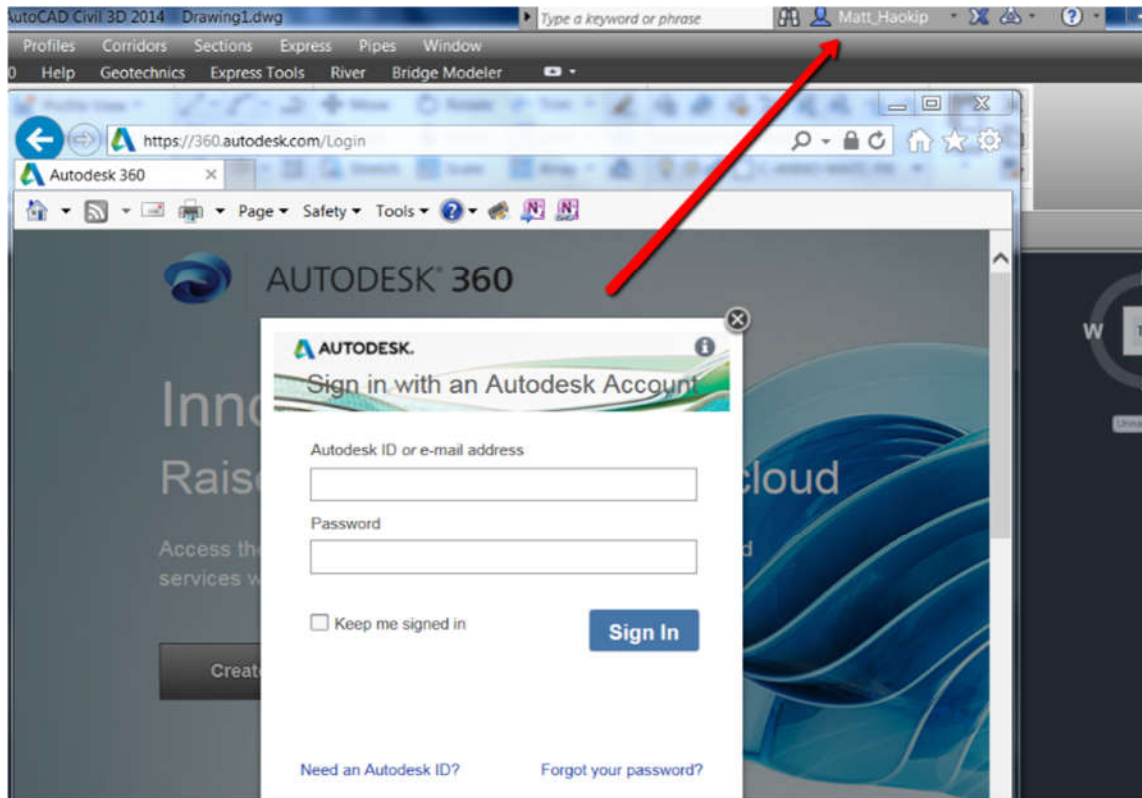 AutoCAD Civil 3D 2014 Drawing1.dwg Type a keyword or phrase Matt_Haokip
Profiles Corridors Sections Express Pipes Window
Help Geotechnics Express Tools River Bridge Modeler
https://360.autodesk.com/Login
Autodesk 360
Page Safety Tools
AUTODESK® 360
AUTODESK.
Sign in with an Autodesk Account
Inno
Rais cloud
Autodesk ID or e-mail address
Password
Access the d
services w
Keep me signed in
Sign In
Creat
Need an Autodesk ID? Forgot your password?
W